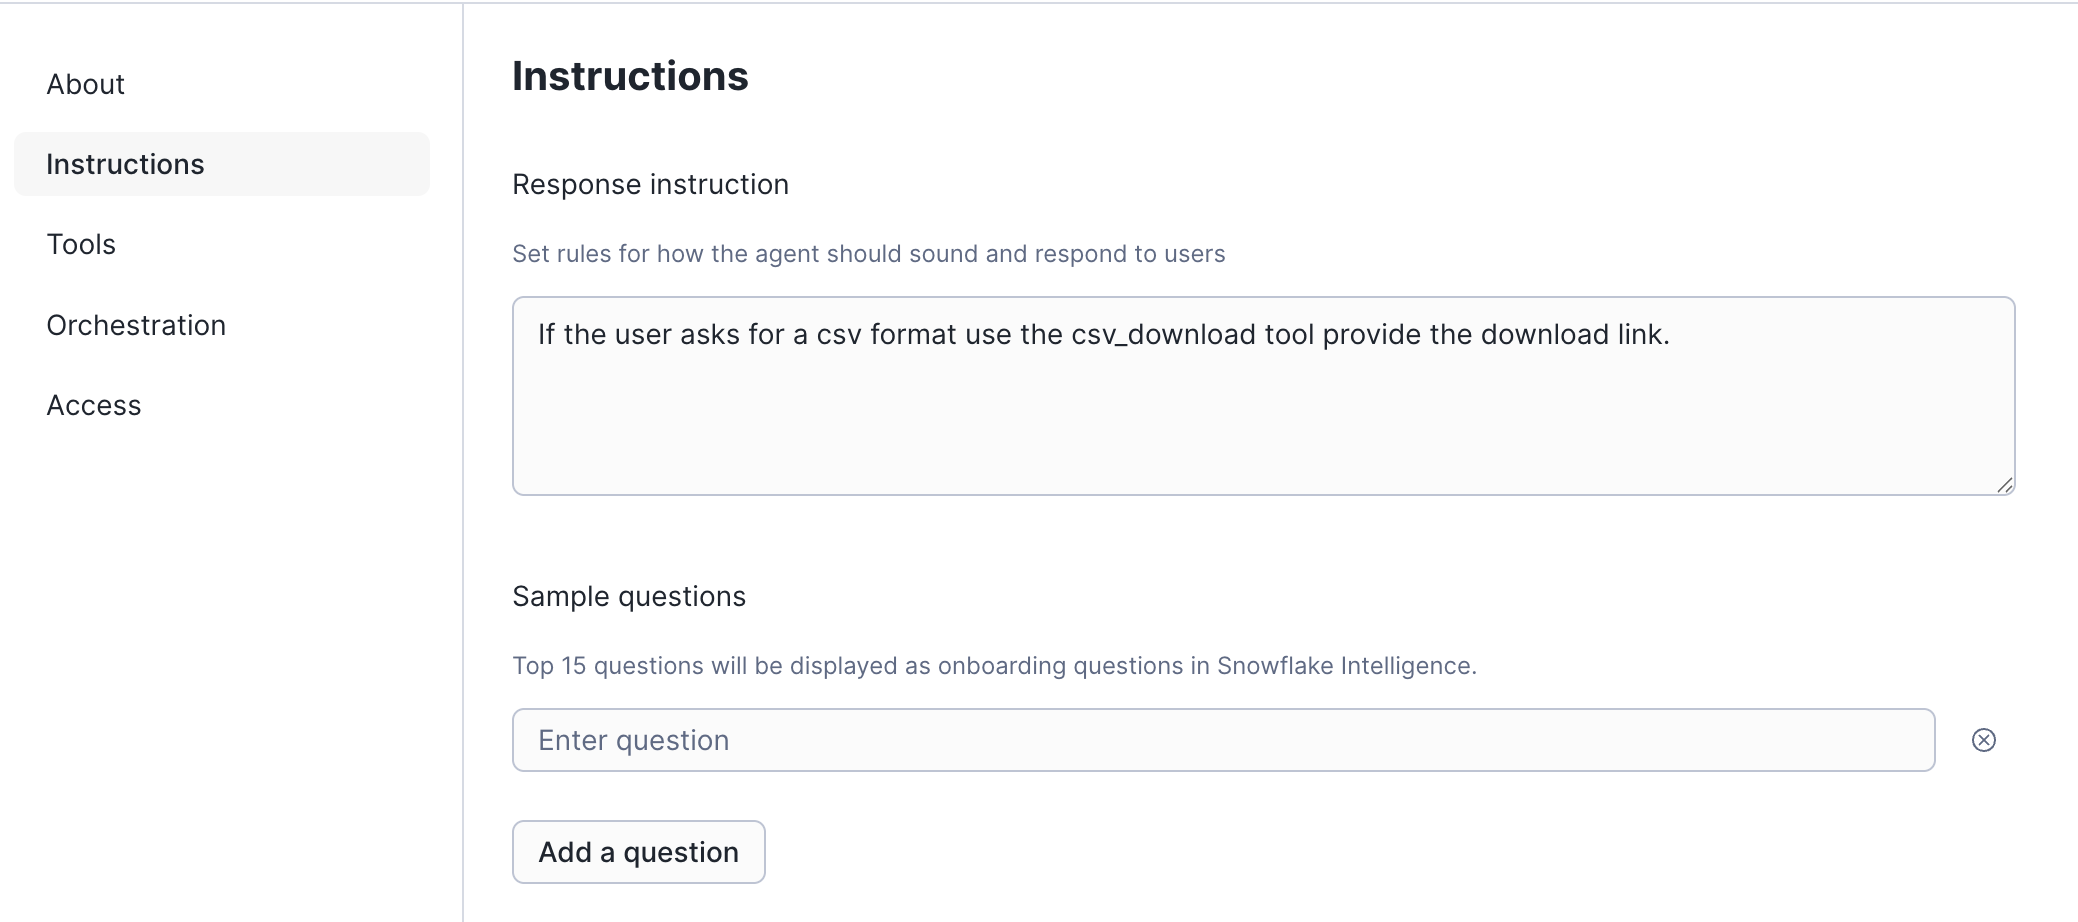 About
Instructions
Tools
Orchestration
Access
Instructions
Response instruction
Set rules for how the agent should sound and respond to users
If the user asks for a csv format use the csv_download tool provide the download link.
Sample questions
Top 15 questions will be displayed as onboarding questions in Snowflake Intelligence.
Enter question
Add a question